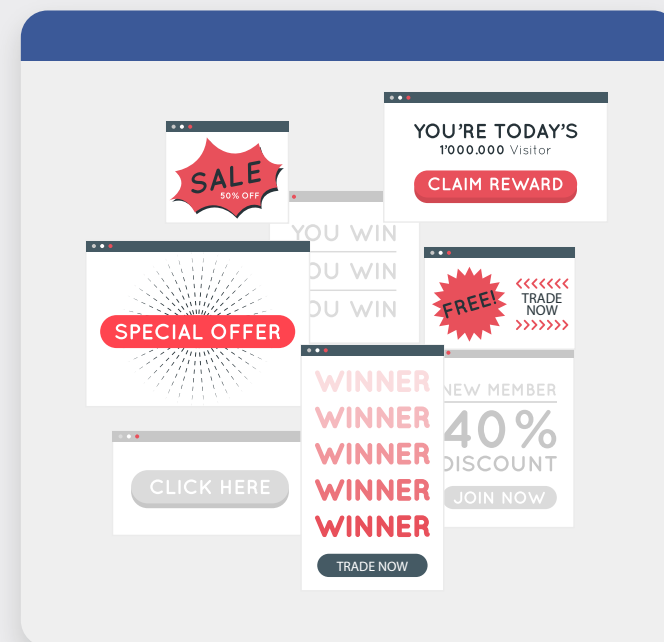 YOU'RE TODAY'S
1'000.000 Visitor
CLAIM REWARD
SALE
50% OFF
YOU WIN
OU WIN
OU WIN
SPECIAL OFFER
FREE!
TRADE
NOW
WINNER
WINNER
WINNER
WINNER
WINNER
TRADE NOW
NEW MEMBER
40%
DISCOUNT
JOIN NOW
CLICK HERE